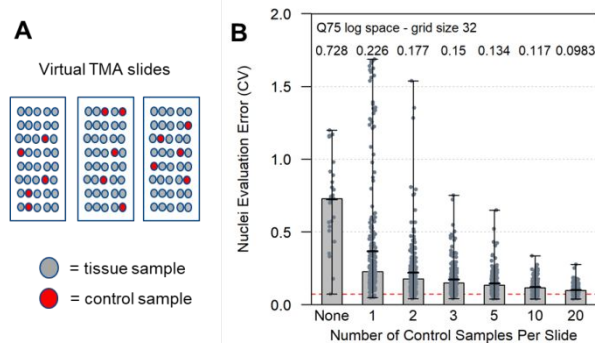 A
Virtual TMA slides
= tissue sample
= control sample
B
Q75 log space - grid size 32
0.728 0.226 0.177 0.15 0.134 0.117 0.0983
Nuclei Evaluation Error (CV)
2.0
1.5
1.0
0.5
0.0
None 1 2 3 5 10 20
Number of Control Samples Per Slide